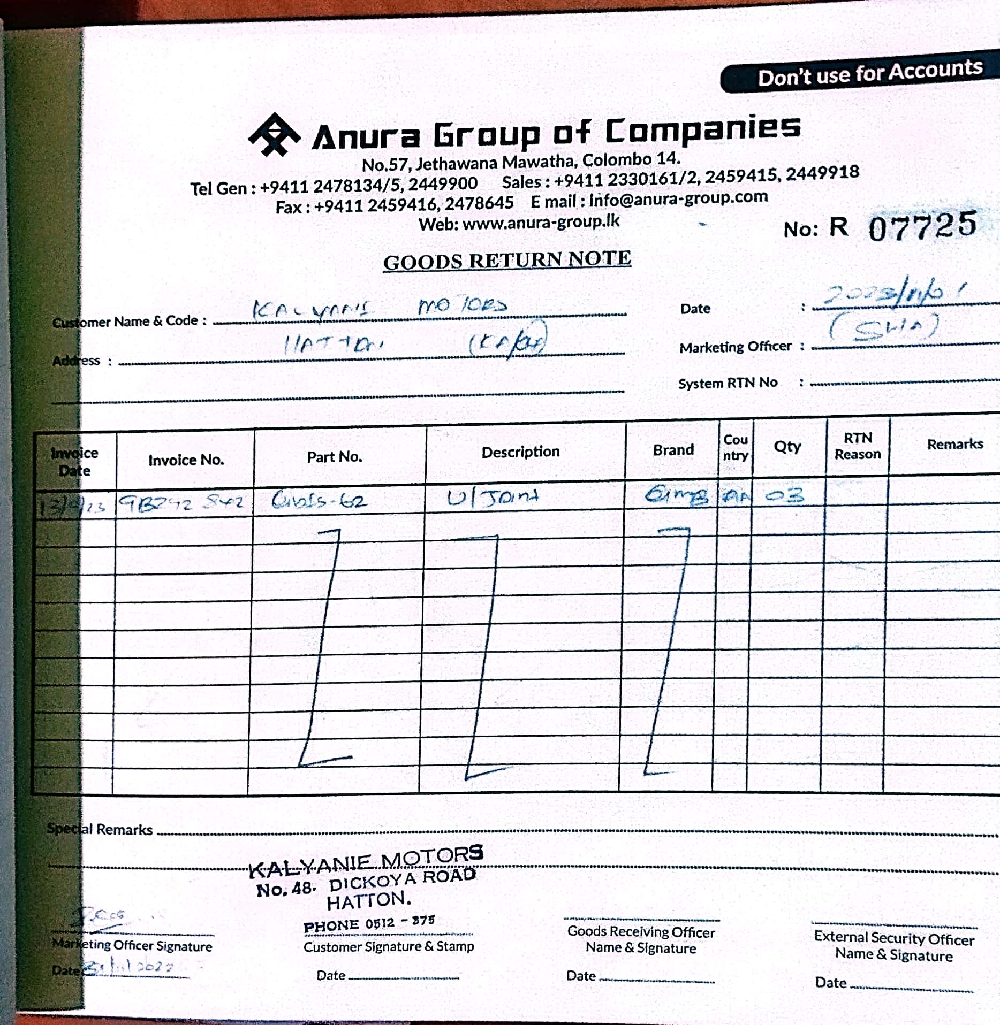 Don't use for Accounts
Anura Group of Companies
No.57, Jethawana Mawatha, Colombo 14.
Tel Gen : +9411 2478134/5, 2449900 Sales : +9411 2330161/2, 2459415, 2449918
Fax : +9411 2459416, 2478645 E mail : Info@anura-group.com
Web: www.anura-group.lk
No: R 07725
GOODS RETURN NOTE
Customer Name & Code : KALYANIE MOTORS
Date :
Address : HATTON
Marketing Officer :
System RTN No :
Invoice Date Invoice No. Part No. Description Brand Cou ntry Qty RTN Reason Remarks
U/Joint 03
Special Remarks
KALYANIE MOTORS
No. 48. DICKOYA ROAD
HATTON.
PHONE 0512 - 375
Marketing Officer Signature
Customer Signature & Stamp
Goods Receiving Officer
Name & Signature
External Security Officer
Name & Signature
Date
Date
Date
Date